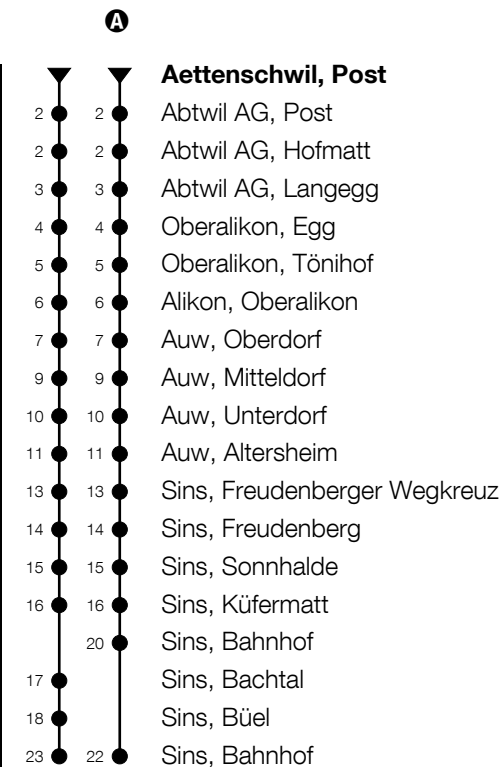 A
Aettenschwil, Post
2 2 Abtwil AG, Post
2 2 Abtwil AG, Hofmatt
3 3 Abtwil AG, Langegg
4 4 Oberalikon, Egg
5 5 Oberalikon, Tönihof
6 6 Alikon, Oberalikon
7 7 Auw, Oberdorf
9 9 Auw, Mitteldorf
10 10 Auw, Unterdorf
11 11 Auw, Altersheim
13 13 Sins, Freudenberger Wegkreuz
14 14 Sins, Freudenberg
15 15 Sins, Sonnhalde
16 16 Sins, Küfermatt
20 Sins, Bahnhof
17 Sins, Bachtal
18 Sins, Büel
23 22 Sins, Bahnhof